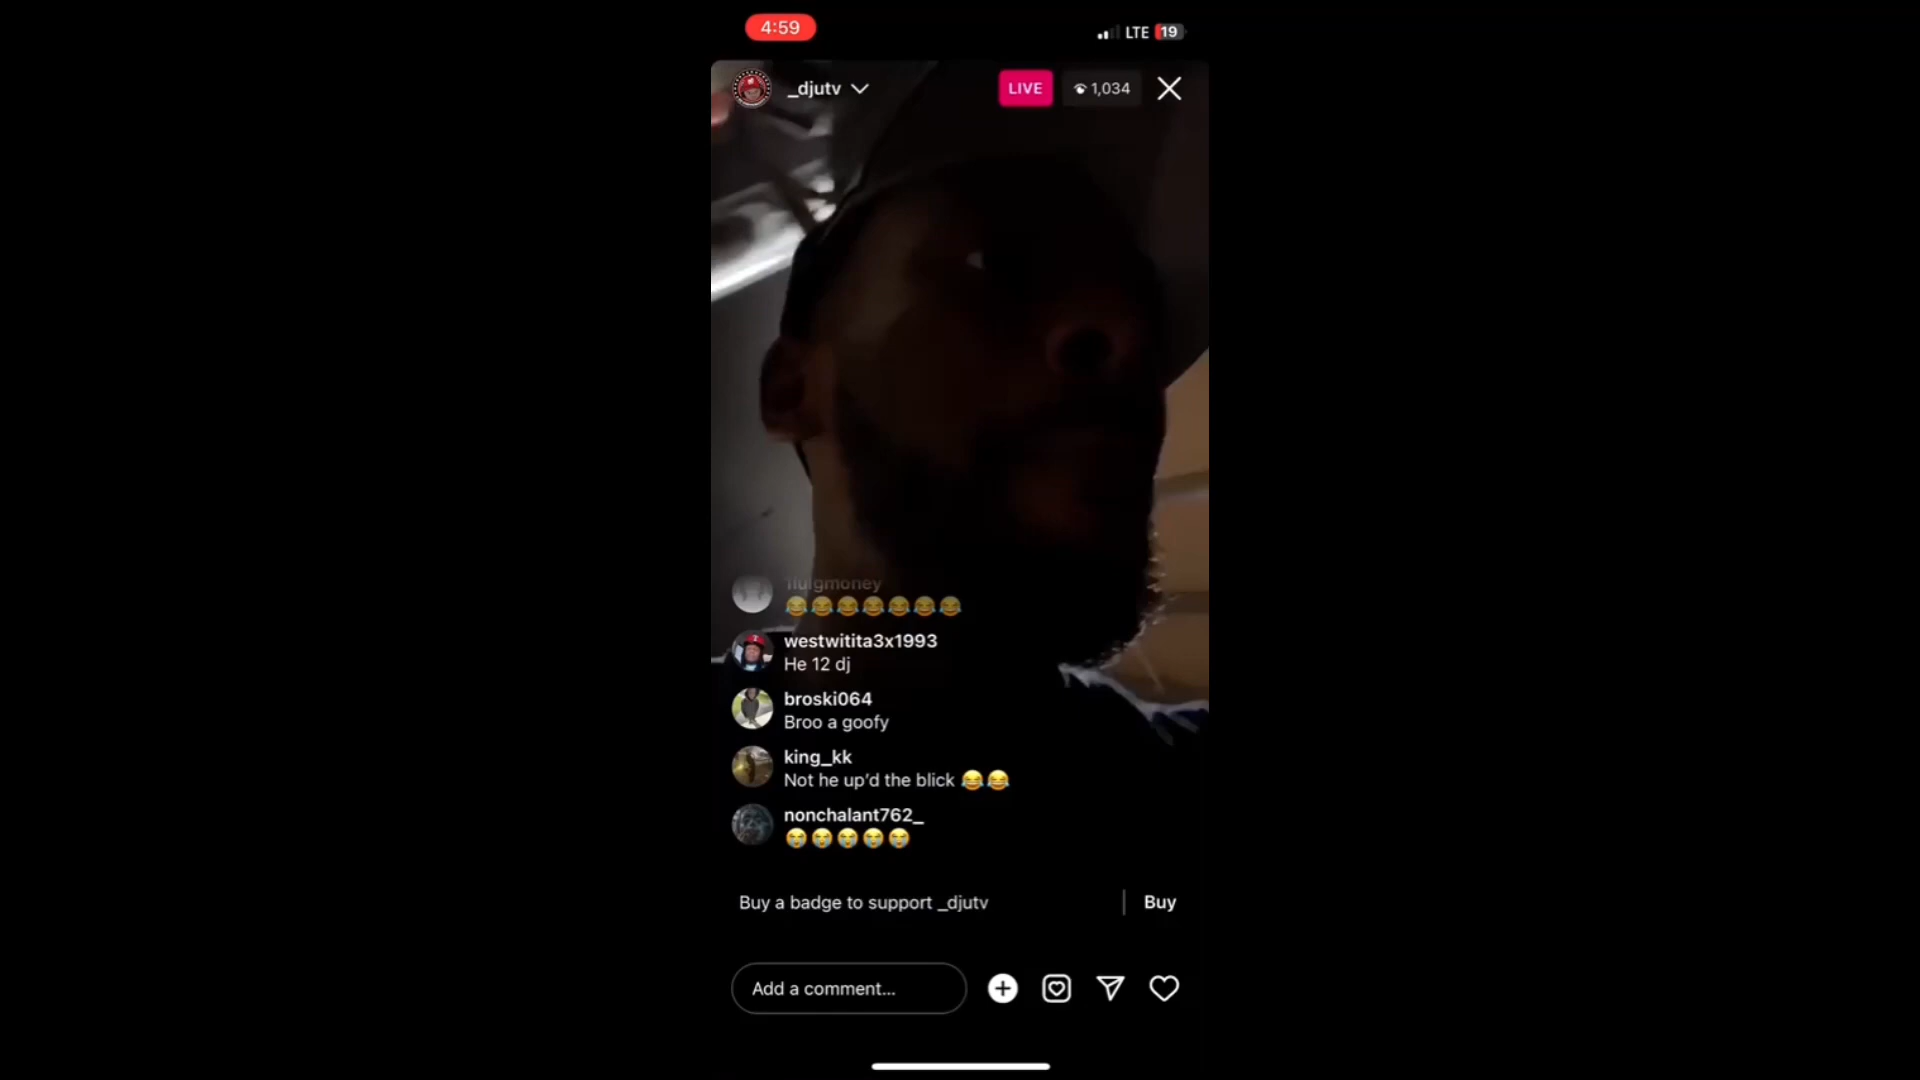 4:59
LTE 19
_djutv
LIVE
1,034
😂😂😂😂😂😂😂
westwitita3x1993
He 12 dj
broski064
Broo a goofy
king_kk
Not he up’d the blick 😂😂
nonchalant762_
😭😭😭😭😭
Buy a badge to support _djutv
Buy
Add a comment...